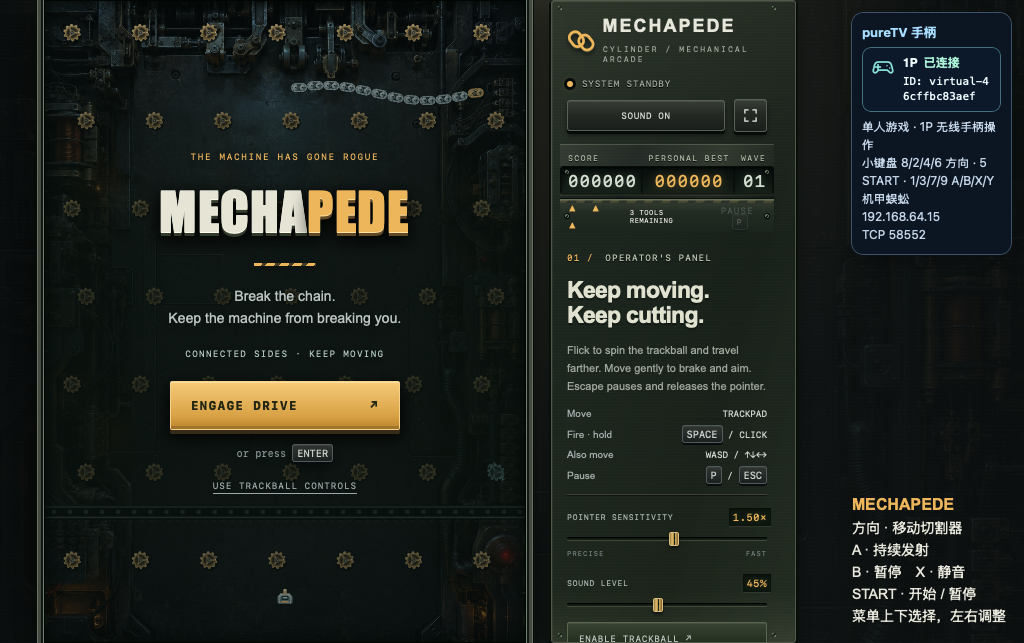 THE MACHINE HAS GONE ROGUE
MECHAPEDE
Break the chain.
Keep the machine from breaking you.
CONNECTED SIDES · KEEP MOVING
ENGAGE DRIVE ↗
or press ENTER
USE TRACKBALL CONTROLS
MECHAPEDE
CYLINDER / MECHANICAL
ARCADE
SYSTEM STANDBY
SOUND ON
SCORE PERSONAL BEST WAVE
000000 000000 01
3 TOOLS
REMAINING
PAUSE
P
01 / OPERATOR'S PANEL
Keep moving.
Keep cutting.
Flick to spin the trackball and travel
farther. Move gently to brake and aim.
Escape pauses and releases the pointer.
Move TRACKPAD
Fire · hold SPACE / CLICK
Also move WASD / ↑↓↔
Pause P / ESC
POINTER SENSITIVITY 1.50×
PRECISE FAST
SOUND LEVEL 45%
ENABLE TRACKBALL ↗
pureTV 手柄
1P 已连接
ID: virtual-4
6cffbc83aef
单人游戏 · 1P 无线手柄操
作
小键盘 8/2/4/6 方向 · 5
START · 1/3/7/9 A/B/X/Y
机甲蜈蚣
192.168.64.15
TCP 58552
MECHAPEDE
方向 · 移动切割器
A · 持续发射
B · 暂停 X · 静音
START · 开始 / 暂停
菜单上下选择，左右调整